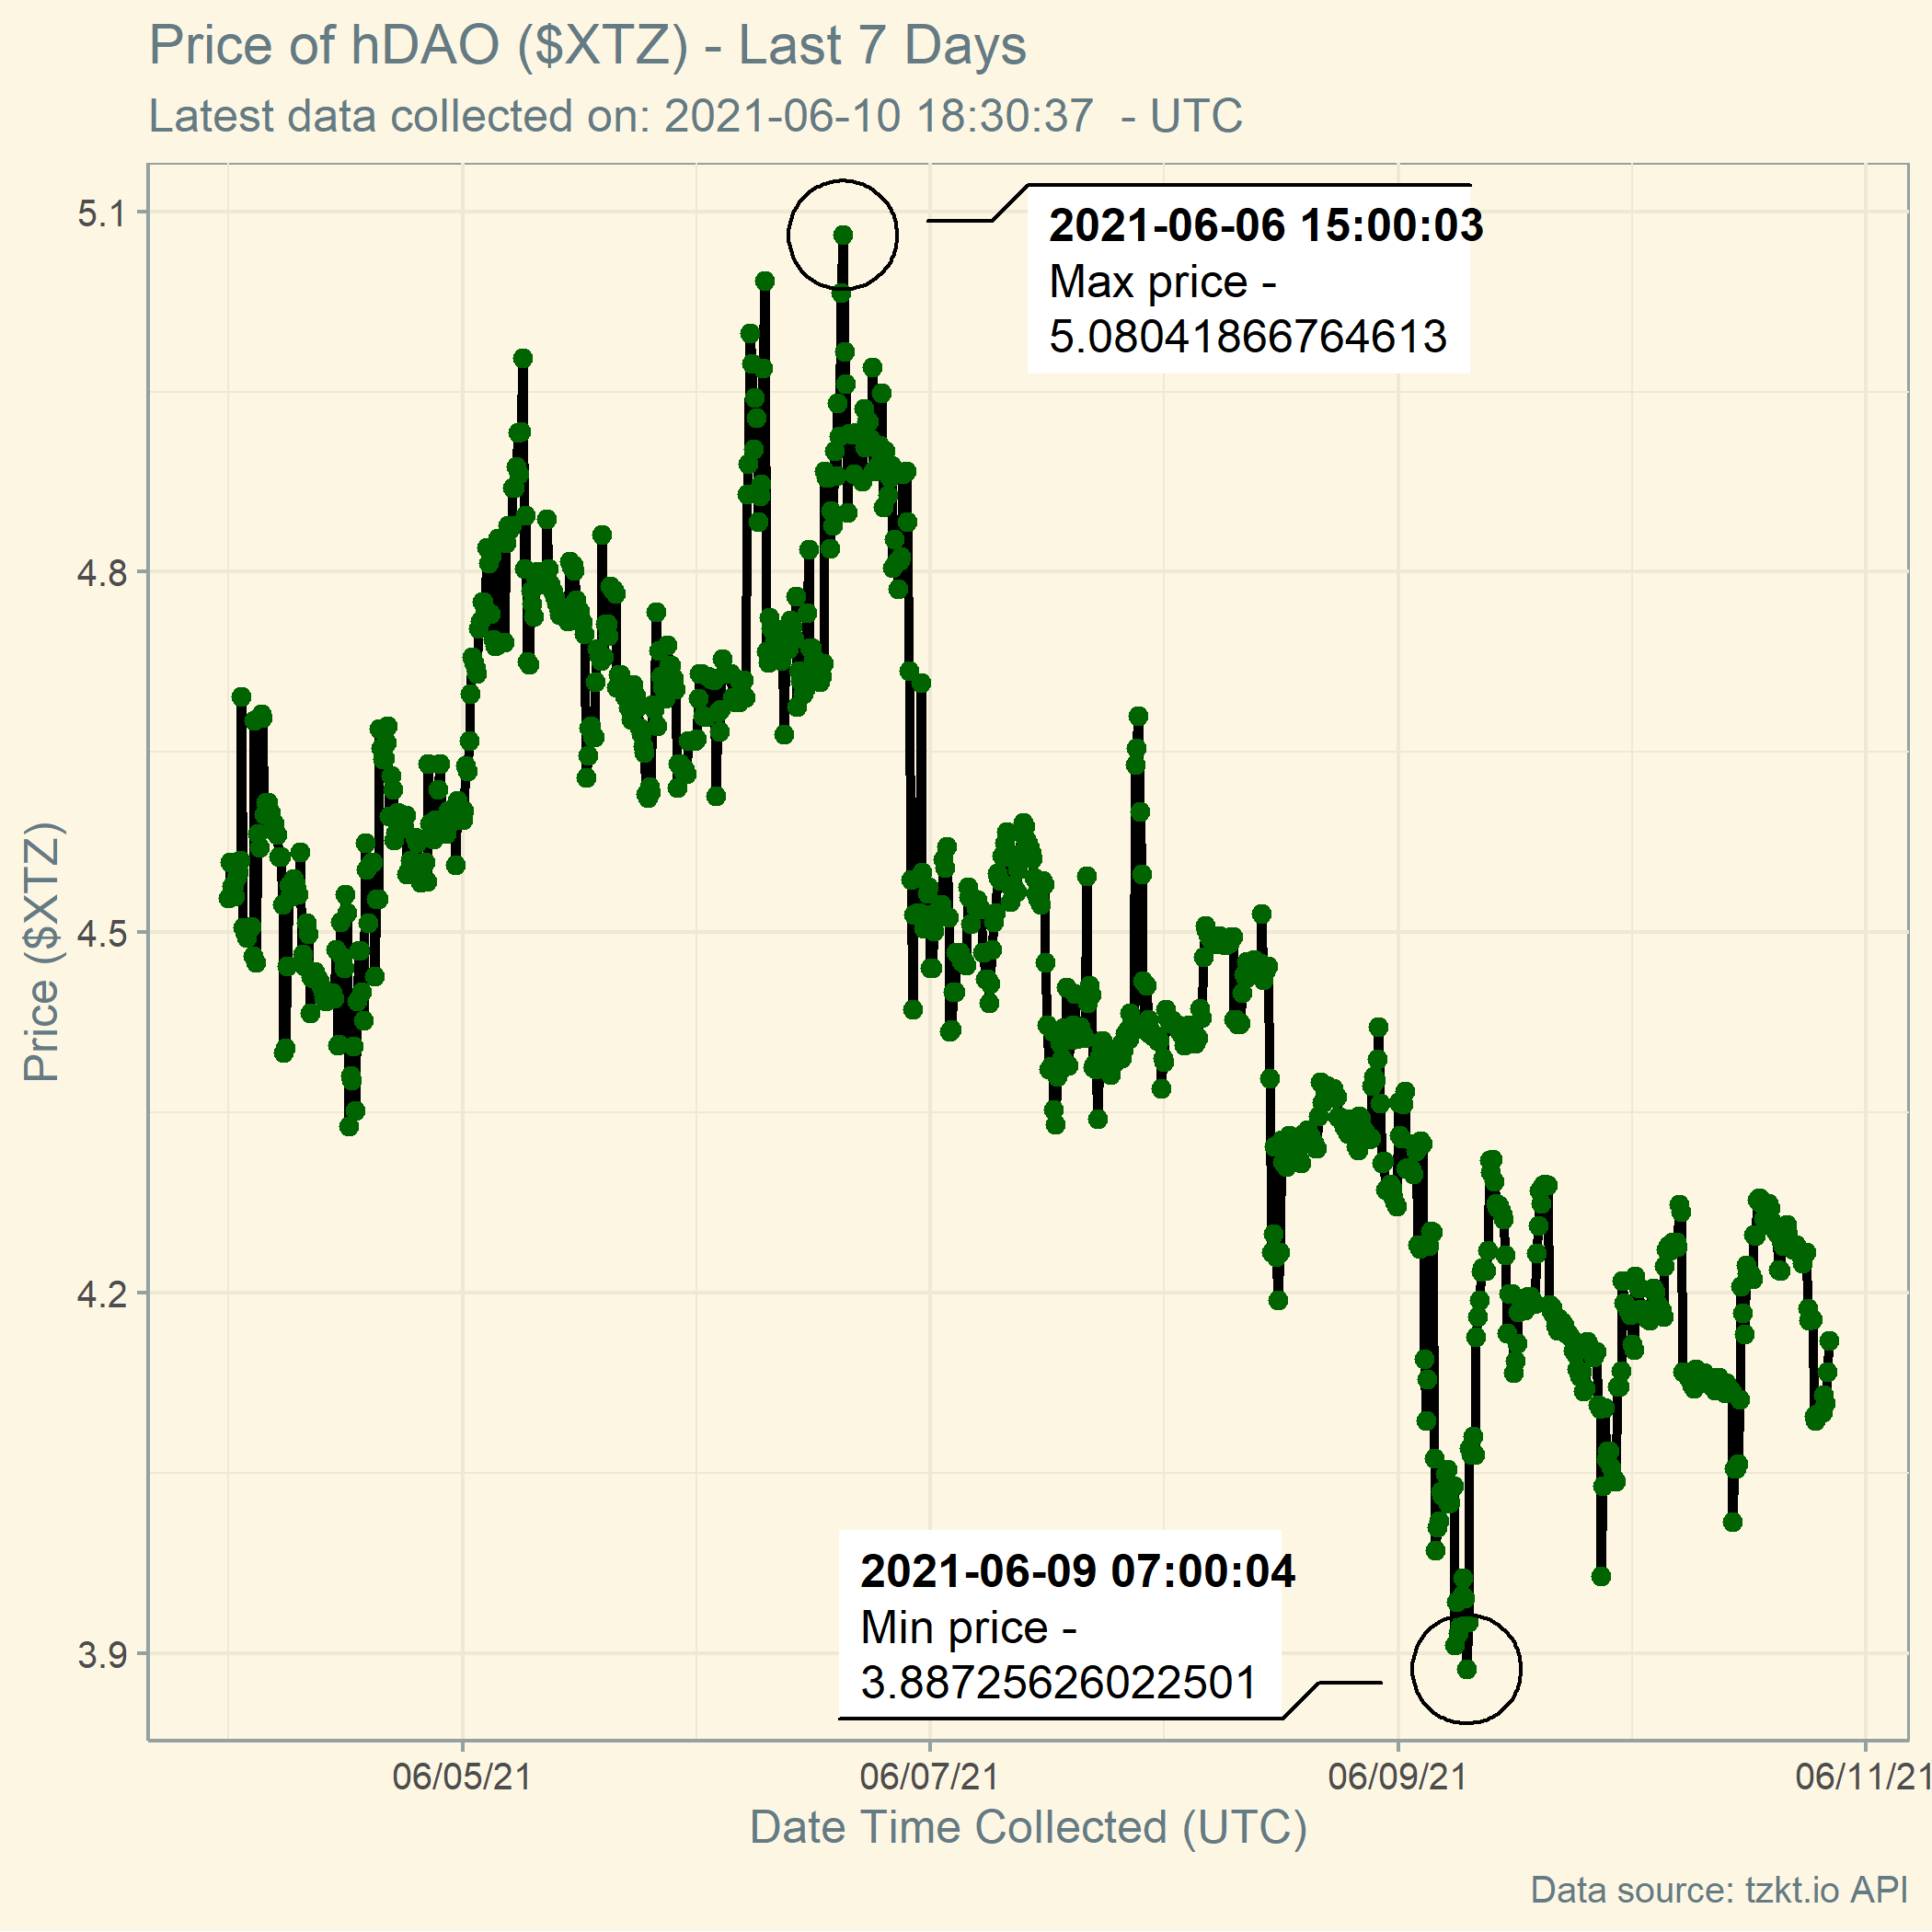 Price of hDAO ($XTZ) - Last 7 Days
Latest data collected on: 2021-06-10 18:30:37  - UTC
5.1
4.8
4.5
4.2
3.9
Price ($XTZ)
2021-06-06 15:00:03
Max price -
5.08041866764613
2021-06-09 07:00:04
Min price -
3.88725626022501
06/05/21
06/07/21
06/09/21
06/11/21
Date Time Collected (UTC)
Data source: tzkt.io API